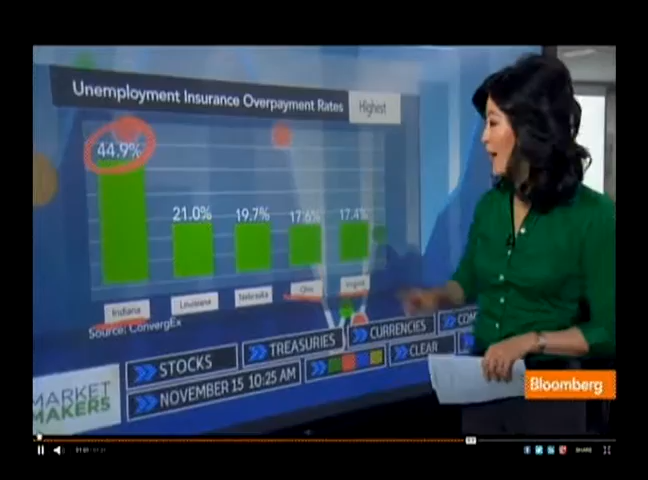 Unemployment Insurance Overpayment Rates
Highest
44.9%
21.0%
19.7%
17.6%
17.4%
Indiana
Louisiana
Nebraska
Ohio
Virginia
Source: ConvergEx
STOCKS
TREASURIES
CURRENCIES
MARKET
MAKERS
NOVEMBER 15 10:25 AM
CLEAR
Bloomberg
SHARE